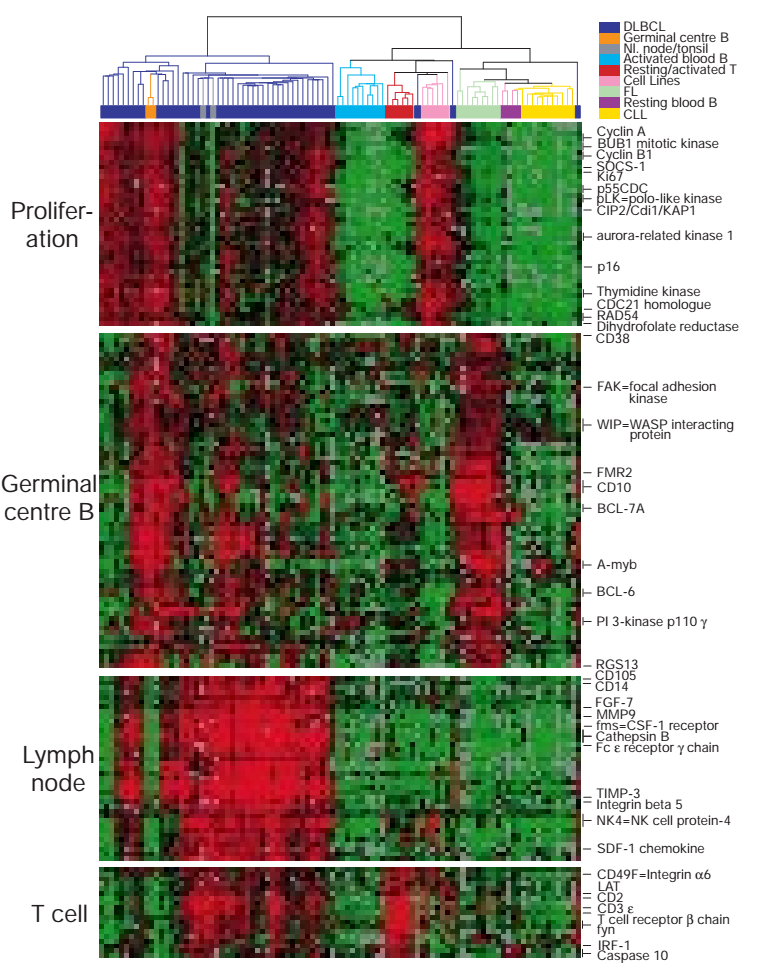 DLBCL
Germinal centre B
Nl. node/tonsil
Activated blood B
Resting/activated T
Cell Lines
FL
Resting blood B
CLL
Prolifer-
ation
Cyclin A
BUB1 mitotic kinase
Cyclin B1
SOCS-1
Ki67
p55CDC
pLK=polo-like kinase
CIP2/Cdi1/KAP1
aurora-related kinase 1
p16
Thymidine kinase
CDC21 homologue
RAD54
Dihydrofolate reductase
Germinal
centre B
CD38
FAK=focal adhesion
kinase
WIP=WASP interacting
protein
FMR2
CD10
BCL-7A
A-myb
BCL-6
PI 3-kinase p110 γ
RGS13
Lymph
node
CD105
CD14
FGF-7
MMP9
fms=CSF-1 receptor
Cathepsin B
Fc ε receptor γ chain
TIMP-3
Integrin beta 5
NK4=NK cell protein-4
SDF-1 chemokine
T cell
CD49F=Integrin α6
LAT
CD2
CD3 ε
T cell receptor β chain
fyn
IRF-1
Caspase 10